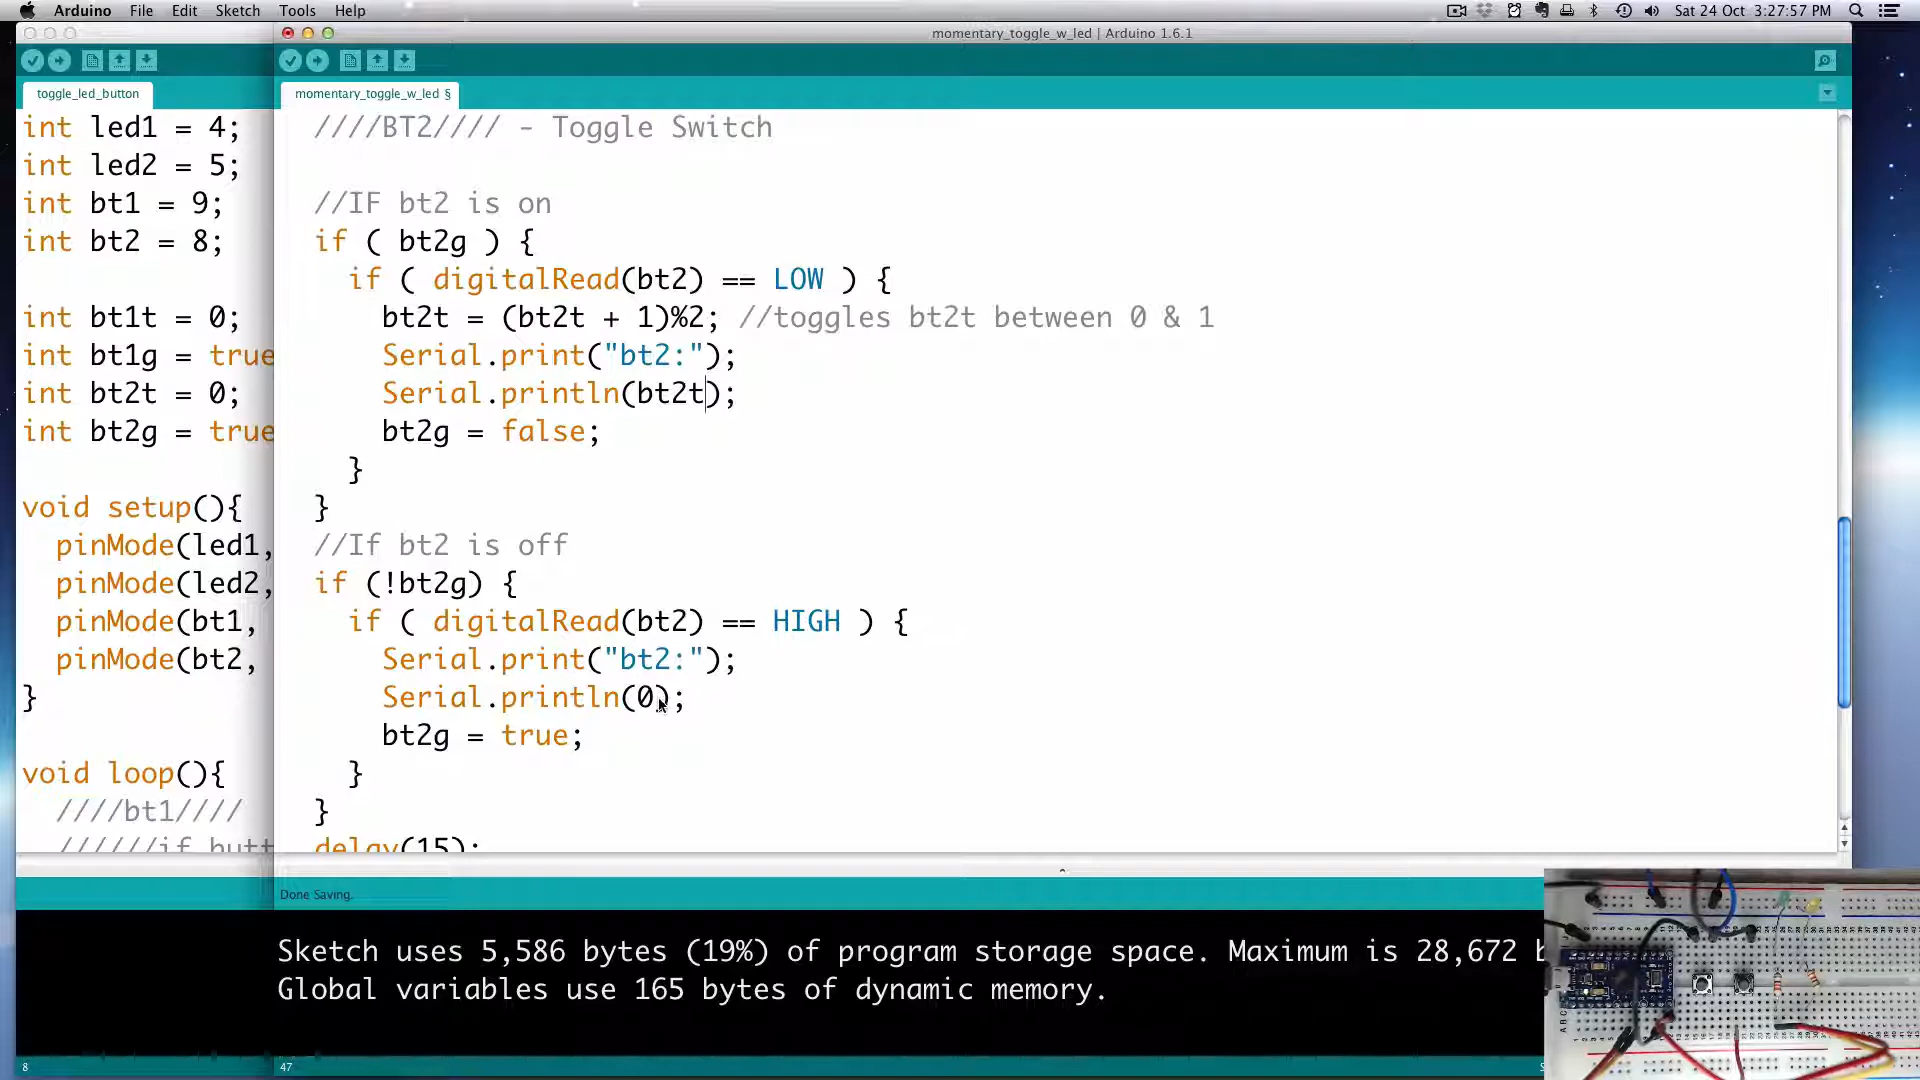 Arduino File Edit Sketch Tools Help
Sat 24 Oct 3:27:57 PM
momentary_toggle_w_led | Arduino 1.6.1
toggle_led_button
int led1 = 4;
int led2 = 5;
int bt1 = 9;
int bt2 = 8;
int bt1t = 0;
int bt1g = true
int bt2t = 0;
int bt2g = true
void setup(){
pinMode(led1,
pinMode(led2,
pinMode(bt1,
pinMode(bt2,
}
void loop(){
////bt1////
//////if butt
8
momentary_toggle_w_led §
////BT2//// - Toggle Switch
//IF bt2 is on
if ( bt2g ) {
if ( digitalRead(bt2) == LOW ) {
bt2t = (bt2t + 1)%2; //toggles bt2t between 0 & 1
Serial.print("bt2:");
Serial.println(bt2t);
bt2g = false;
}
}
//If bt2 is off
if (!bt2g) {
if ( digitalRead(bt2) == HIGH ) {
Serial.print("bt2:");
Serial.println(0);
bt2g = true;
}
}
delay(15);
Done Saving.
Sketch uses 5,586 bytes (19%) of program storage space. Maximum is 28,672 b
Global variables use 165 bytes of dynamic memory.
47